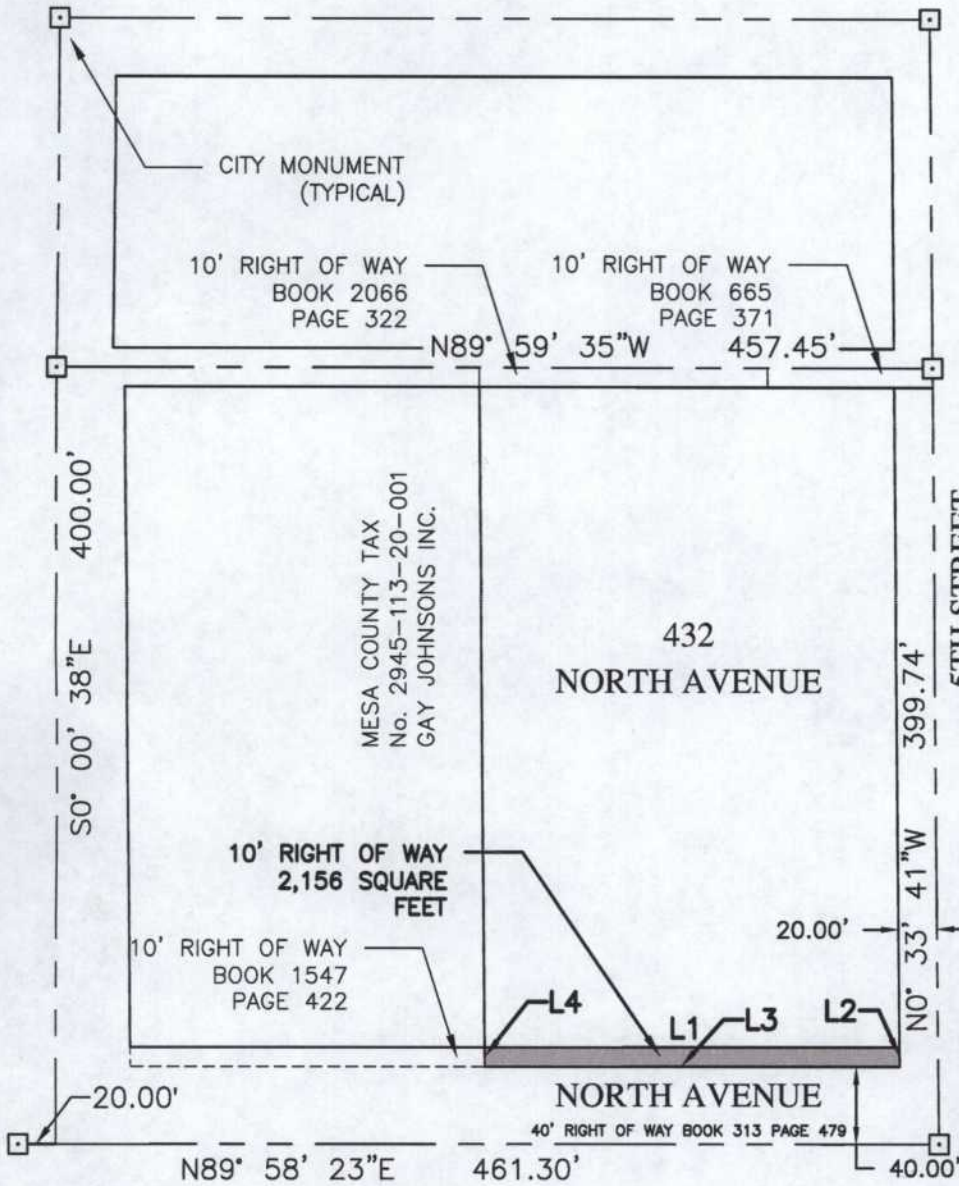 CITY MONUMENT
(TYPICAL)
10' RIGHT OF WAY
BOOK 2066
PAGE 322
10' RIGHT OF WAY
BOOK 665
PAGE 371
N89° 59' 35"W 457.45'
S0° 00' 38"E 400.00'
MESA COUNTY TAX
No. 2945-113-20-001
GAY JOHNSONS INC.
432
NORTH AVENUE
N0° 33' 41"W 399.74'
10' RIGHT OF WAY
2,156 SQUARE
FEET
20.00'
10' RIGHT OF WAY
BOOK 1547
PAGE 422
L4
L1
L3
L2
20.00'
NORTH AVENUE
40' RIGHT OF WAY BOOK 313 PAGE 479
N89° 58' 23"E 461.30'
40.00'